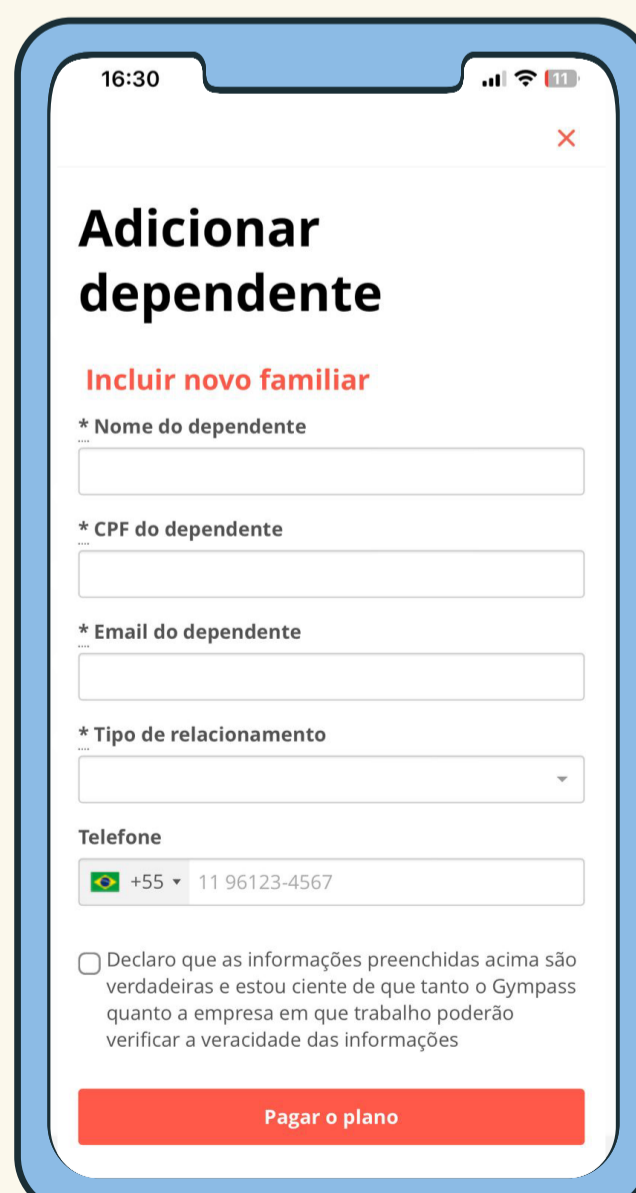 16:30
11
Adicionar
dependente
Incluir novo familiar
* Nome do dependente
* CPF do dependente
* Email do dependente
* Tipo de relacionamento
Telefone
+55 11 96123-4567
Declaro que as informações preenchidas acima são
verdadeiras e estou ciente de que tanto o Gympass
quanto a empresa em que trabalho poderão
verificar a veracidade das informações
Pagar o plano